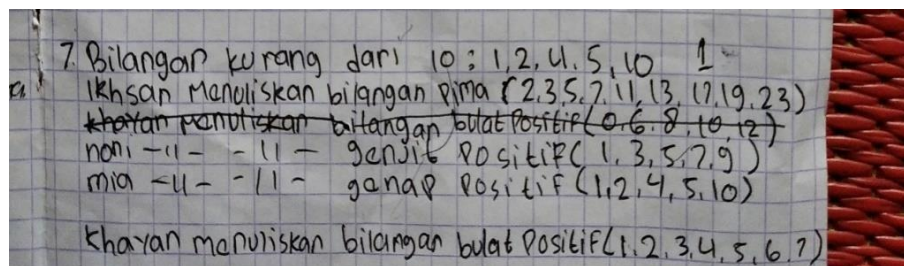 7. Bilangan kurang dari 10 : 1, 2, 4, 5, 10 1
Ikhsan Menuliskan bilangan Pima (2, 3, 5, 7, 11, 13, 17, 19, 23)
khayan Menuliskan bilangan bulat Positif (0, 6, 8, 10, 12)
noni -11- -11- ganjil Positif (1, 3, 5, 7, 9)
mia -11- -11- genap Positif (1, 2, 4, 5, 10)
khayan menuliskan bilangan bulat Positif (1, 2, 3, 4, 5, 6, 7)